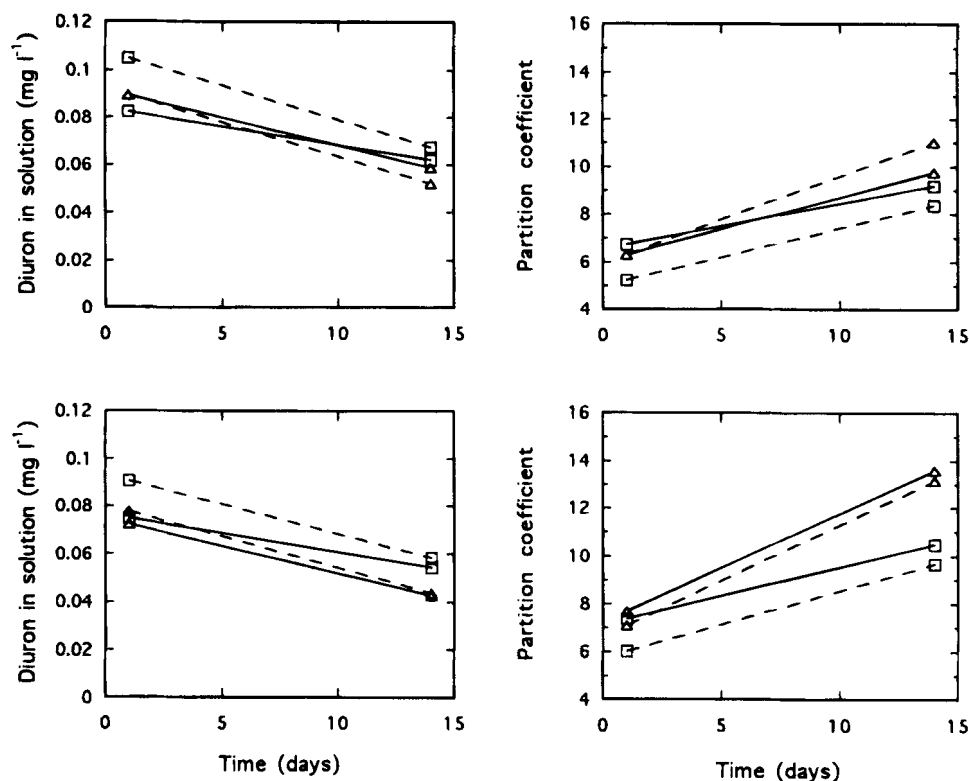 Diuron in solution (mg l⁻¹)
0.12
0.1
0.08
0.06
0.04
0.02
0
0 5 10 15
Partition coefficient
16
14
12
10
8
6
4
0 5 10 15
Diuron in solution (mg l⁻¹)
0.12
0.1
0.08
0.06
0.04
0.02
0
0 5 10 15
Time (days)
Partition coefficient
16
14
12
10
8
6
4
0 5 10 15
Time (days)